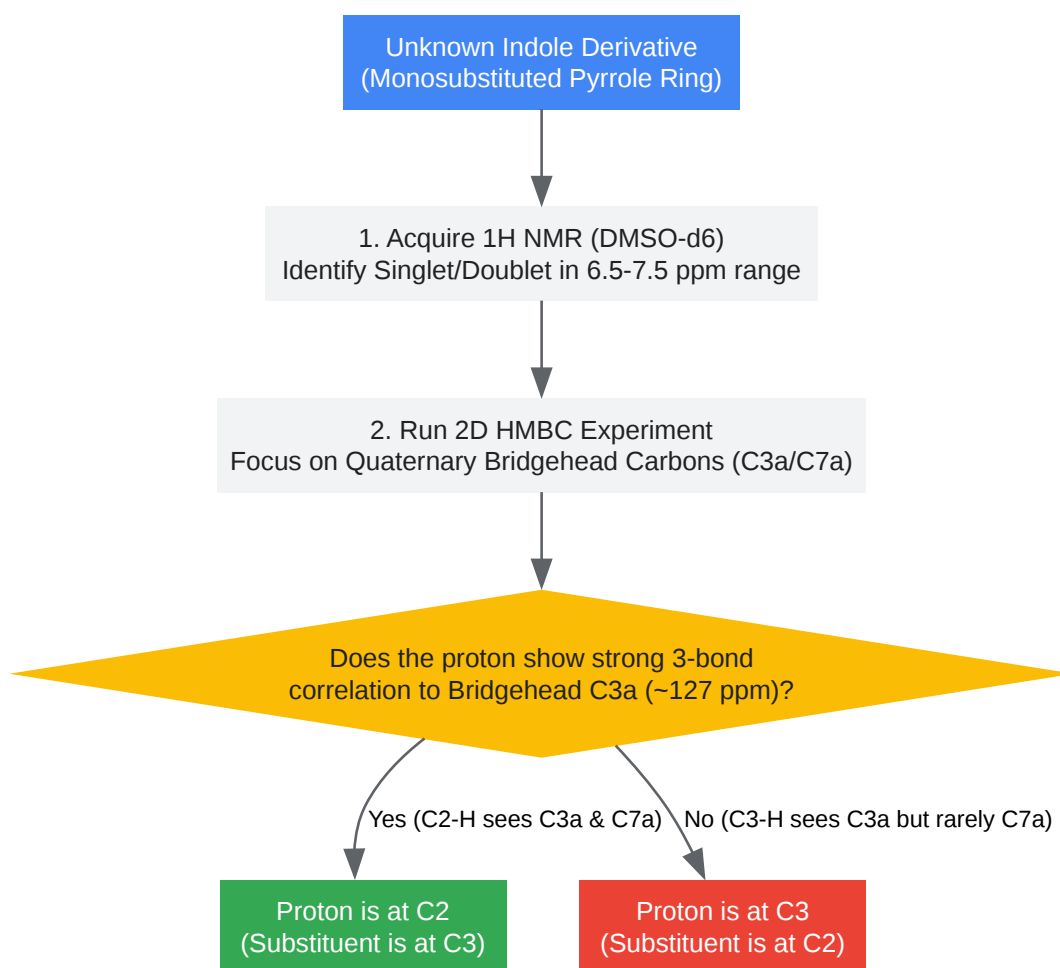 Unknown Indole Derivative
(Monosubstituted Pyrrole Ring)
1. Acquire 1H NMR (DMSO-d6)
Identify Singlet/Doublet in 6.5-7.5 ppm range
2. Run 2D HMBC Experiment
Focus on Quaternary Bridgehead Carbons (C3a/C7a)
Does the proton show strong 3-bond
correlation to Bridgehead C3a (~127 ppm)?
Yes (C2-H sees C3a & C7a)
No (C3-H sees C3a but rarely C7a)
Proton is at C2
(Substituent is at C3)
Proton is at C3
(Substituent is at C2)